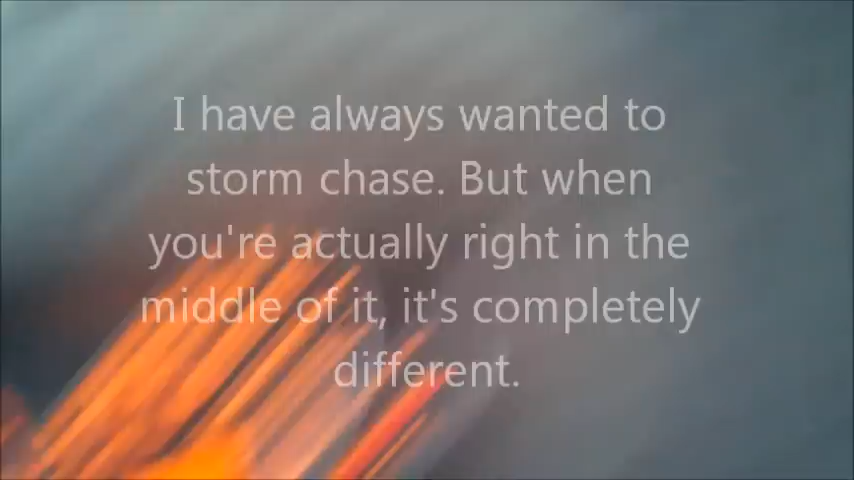 I have always wanted to
storm chase. But when
you're actually right in the
middle of it, it's completely
different.